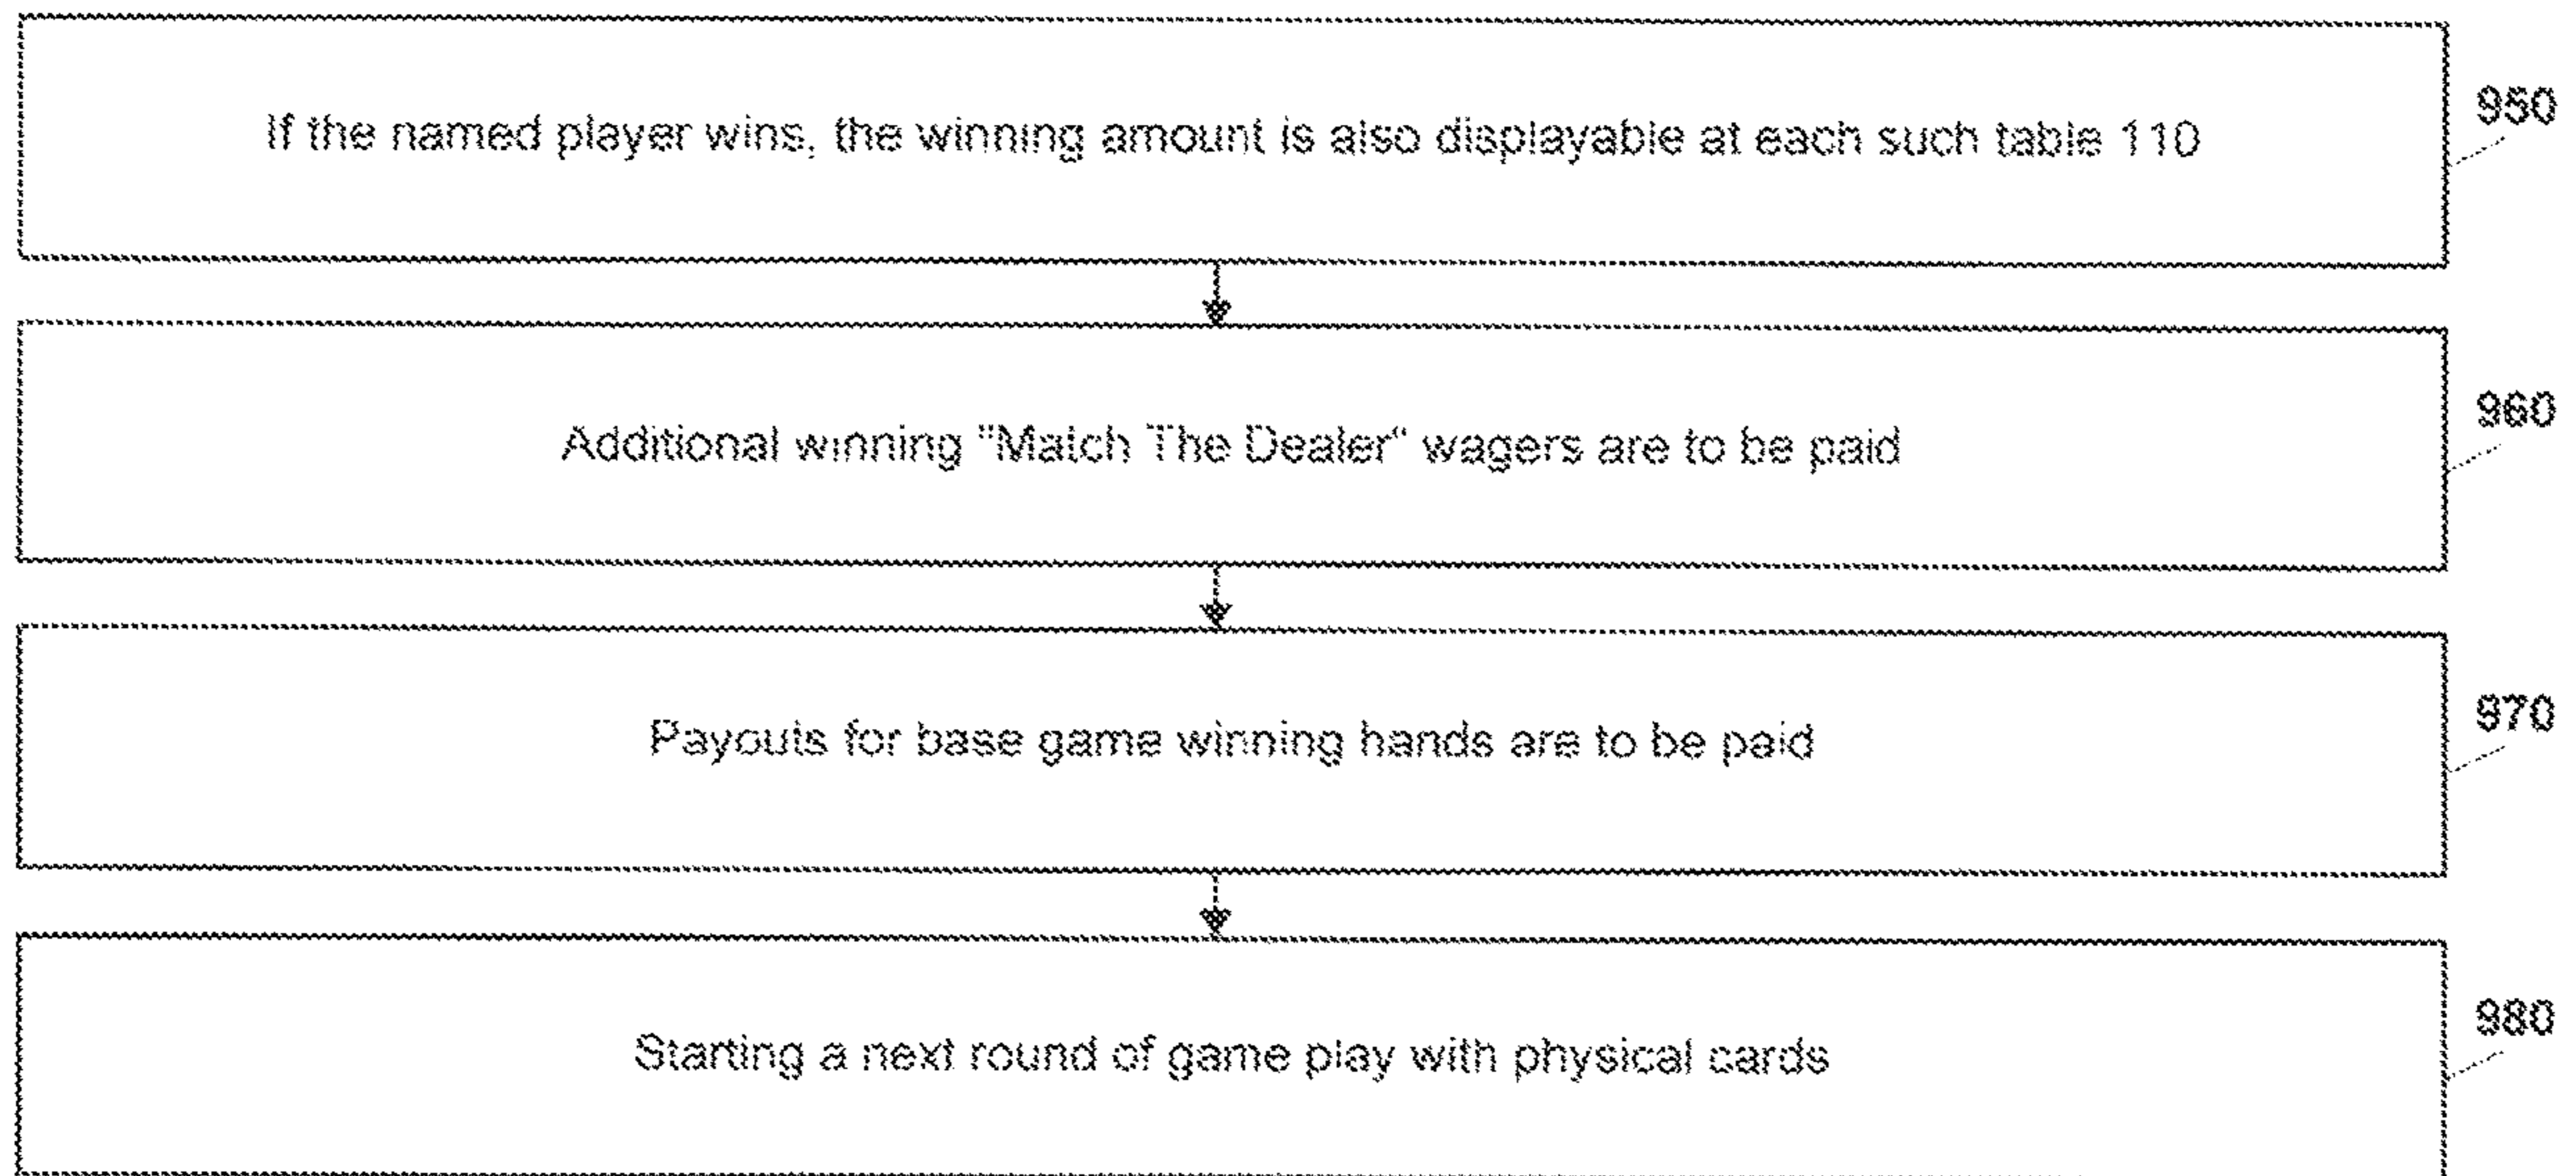 If the named player wins, the winning amount is also displayable at each such table 110
950
Additional winning "Match The Dealer" wagers are to be paid
960
Payouts for base game winning hands are to be paid
970
Starting a next round of game play with physical cards
980